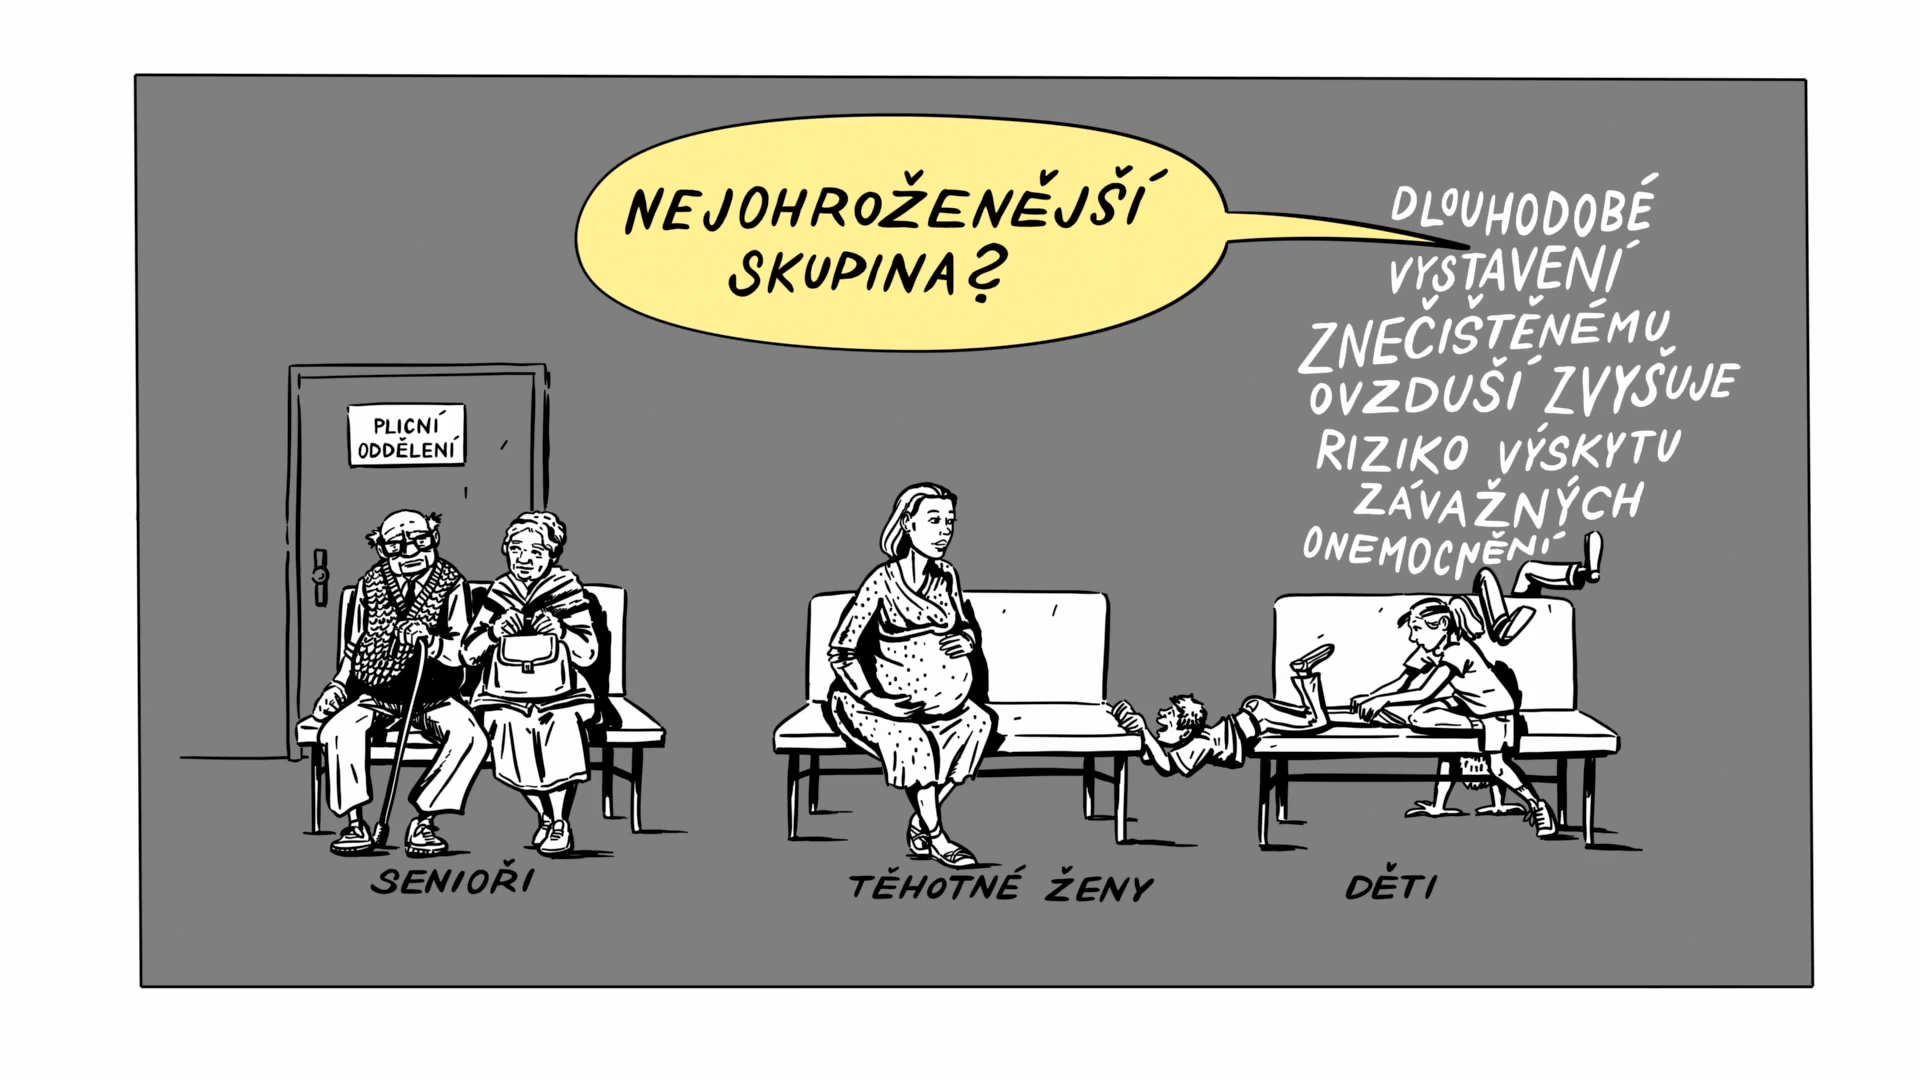 NEJOHROŽENĚJŠÍ
SKUPINA?
DLOUHODOBÉ
VYSTAVENÍ
ZNEČIŠTĚNÉMU
OVZDUŠÍ ZVYŠUJE
RIZIKO VÝSKYTU
ZÁVAŽNÝCH
ONEMOCNĚNÍ
PLICNÍ
ODDĚLENÍ
SENIOŘI
TĚHOTNÉ ŽENY
DĚTI